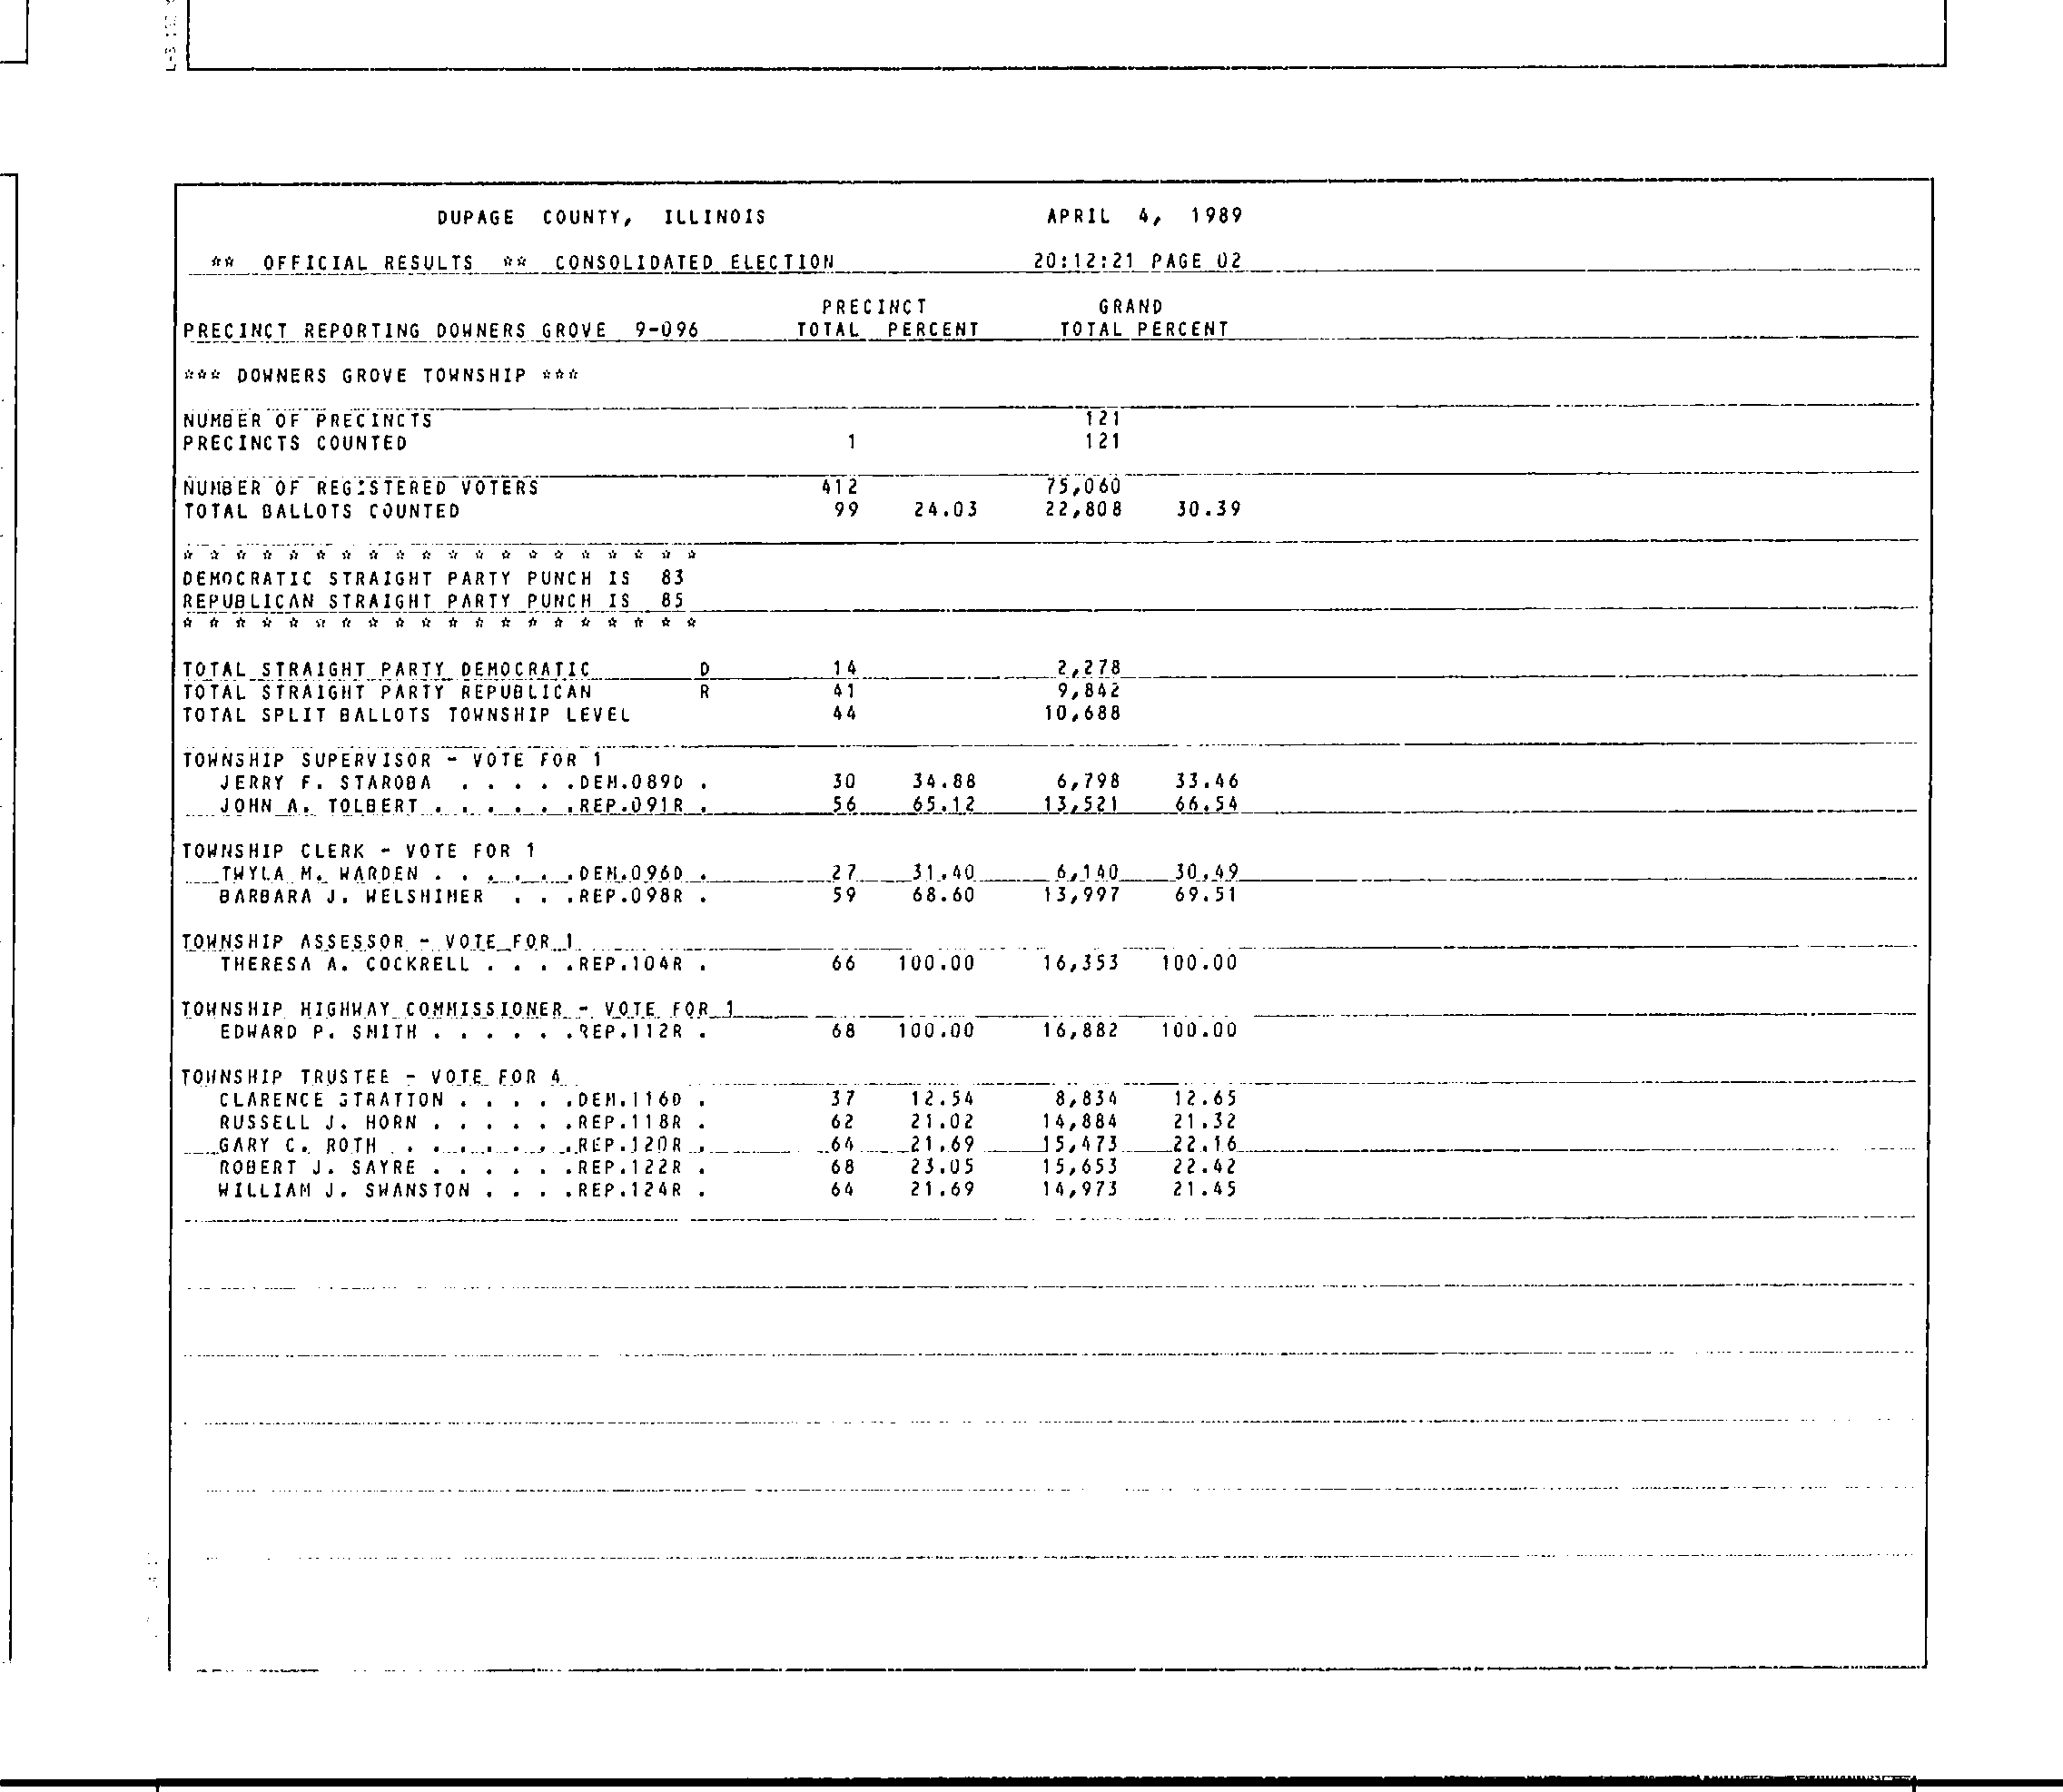 DUPAGE COUNTY, ILLINOIS APRIL 4, 1989
** OFFICIAL RESULTS ** CONSOLIDATED ELECTION 20:12:21 PAGE 02
PRECINCT GRAND
PRECINCT REPORTING DOWNERS GROVE 9-096 TOTAL PERCENT TOTAL PERCENT
*** DOWNERS GROVE TOWNSHIP ***
NUMBER OF PRECINCTS 121
PRECINCTS COUNTED 1 121
NUMBER OF REGISTERED VOTERS 412 75,060
TOTAL BALLOTS COUNTED 99 24.03 22,808 30.39
* * * * * * * * * * * * * * * * * * * *
DEMOCRATIC STRAIGHT PARTY PUNCH IS 83
REPUBLICAN STRAIGHT PARTY PUNCH IS 85
* * * * * * * * * * * * * * * * * * * *
TOTAL STRAIGHT PARTY DEMOCRATIC D 14 2,278
TOTAL STRAIGHT PARTY REPUBLICAN R 41 9,842
TOTAL SPLIT BALLOTS TOWNSHIP LEVEL 44 10,688
TOWNSHIP SUPERVISOR - VOTE FOR 1
JERRY F. STAROBA . . . . .DEM.089D . 30 34.88 6,798 33.46
JOHN A. TOLBERT . . . . . .REP.091R . 56 65.12 13,521 66.54
TOWNSHIP CLERK - VOTE FOR 1
TWYLA M. WARDEN . . . . . .DEM.096D . 27 31.40 6,140 30.49
BARBARA J. WELSHIMER . . .REP.098R . 59 68.60 13,997 69.51
TOWNSHIP ASSESSOR - VOTE FOR 1
THERESA A. COCKRELL . . . .REP.104R . 66 100.00 16,353 100.00
TOWNSHIP HIGHWAY COMMISSIONER - VOTE FOR 1
EDWARD P. SMITH . . . . . .REP.112R . 68 100.00 16,882 100.00
TOWNSHIP TRUSTEE - VOTE FOR 4
CLARENCE STRATTON . . . . .DEM.116D . 37 12.54 8,834 12.65
RUSSELL J. HORN . . . . . .REP.118R . 62 21.02 14,884 21.32
GARY C. ROTH . . . . . . .REP.120R . 64 21.69 15,473 22.16
ROBERT J. SAYRE . . . . . .REP.122R . 68 23.05 15,653 22.42
WILLIAM J. SWANSTON . . . .REP.124R . 64 21.69 14,973 21.45